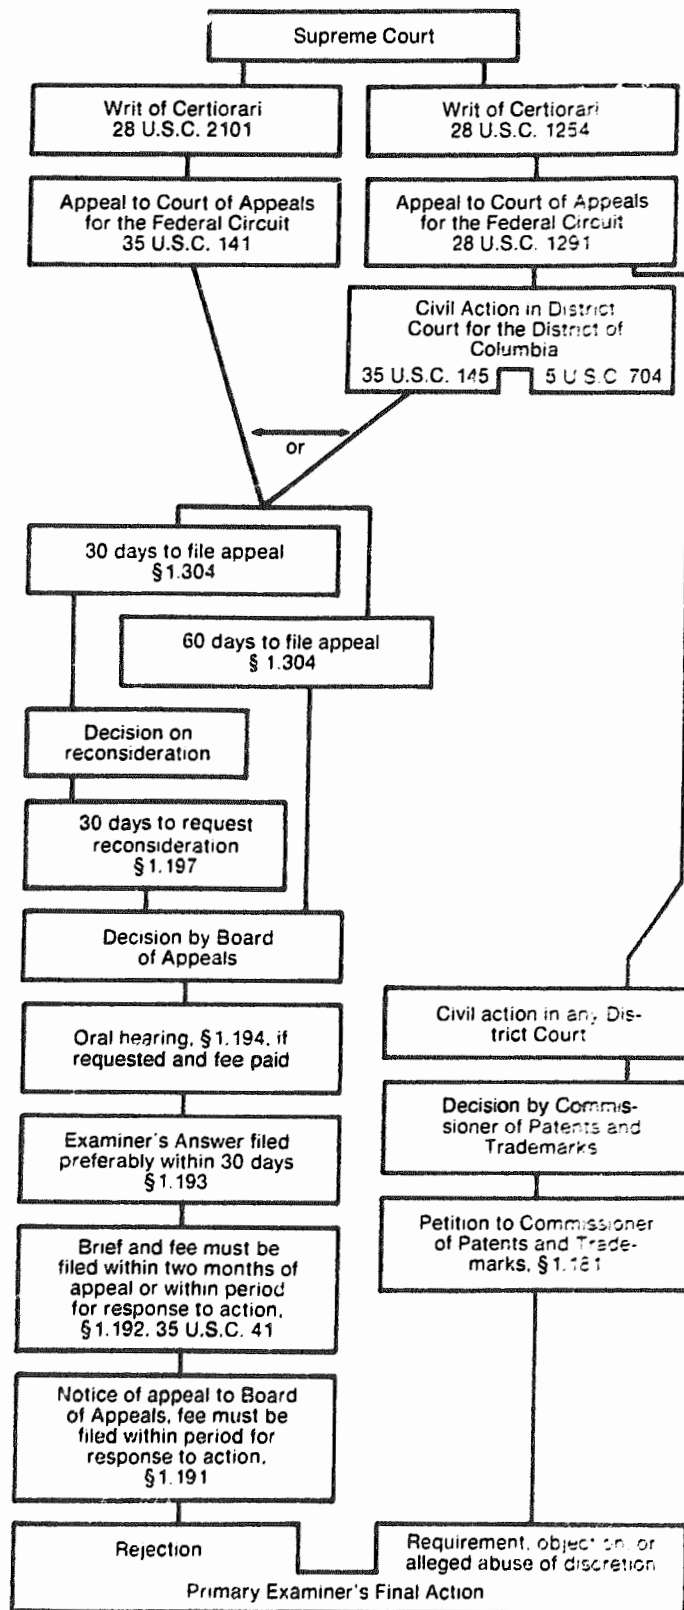 Supreme Court
Writ of Certiorari
28 U.S.C. 2101
Writ of Certiorari
28 U.S.C. 1254
Appeal to Court of Appeals
for the Federal Circuit
35 U.S.C. 141
Appeal to Court of Appeals
for the Federal Circuit
28 U.S.C. 1291
Civil Action in District
Court for the District of
Columbia
35 U.S.C. 145 5 U S C 704
or
30 days to file appeal
§1.304
60 days to file appeal
§ 1.304
Decision on
reconsideration
30 days to request
reconsideration
§1.197
Decision by Board
of Appeals
Oral hearing, §1.194, if
requested and fee paid
Examiner's Answer filed
preferably within 30 days
§1.193
Brief and fee must be
filed within two months of
appeal or within period
for response to action,
§1.192. 35 U.S.C. 41
Notice of appeal to Board
of Appeals, fee must be
filed within period for
response to action,
§1.191
Civil action in any Dis-
trict Court
Decision by Commis-
sioner of Patents and
Trademarks
Petition to Commissioner
of Patents and Trade-
marks, §1.181
Rejection
Requirement, objection, or
alleged abuse of discretion
Primary Examiner's Final Action